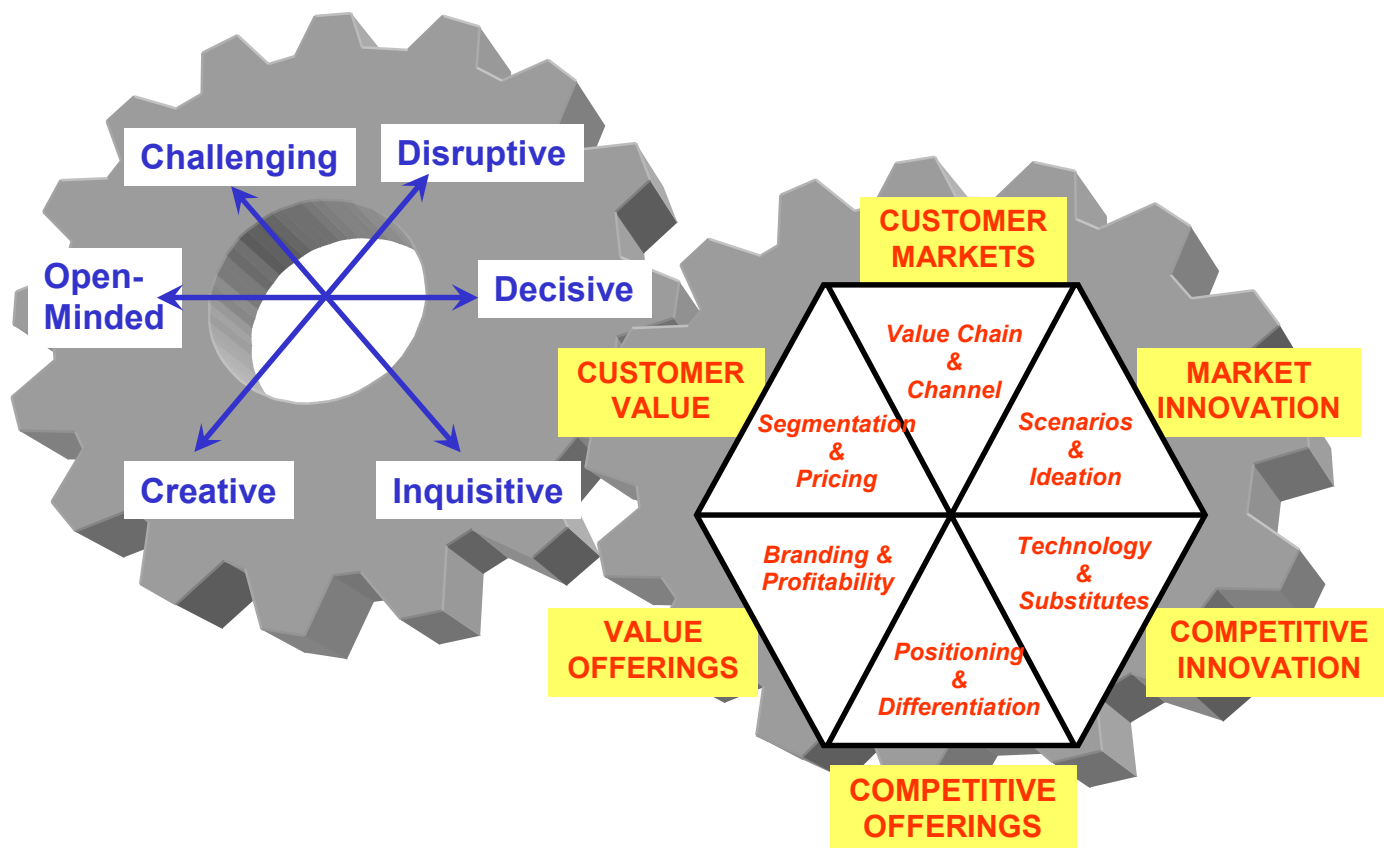 Challenging
Disruptive
Open-
Minded
Decisive
Creative
Inquisitive
CUSTOMER
MARKETS
CUSTOMER
VALUE
MARKET
INNOVATION
Value Chain
&
Channel
Segmentation
&
Pricing
Scenarios
&
Ideation
Branding &
Profitability
Technology
&
Substitutes
Positioning
&
Differentiation
VALUE
OFFERINGS
COMPETITIVE
INNOVATION
COMPETITIVE
OFFERINGS